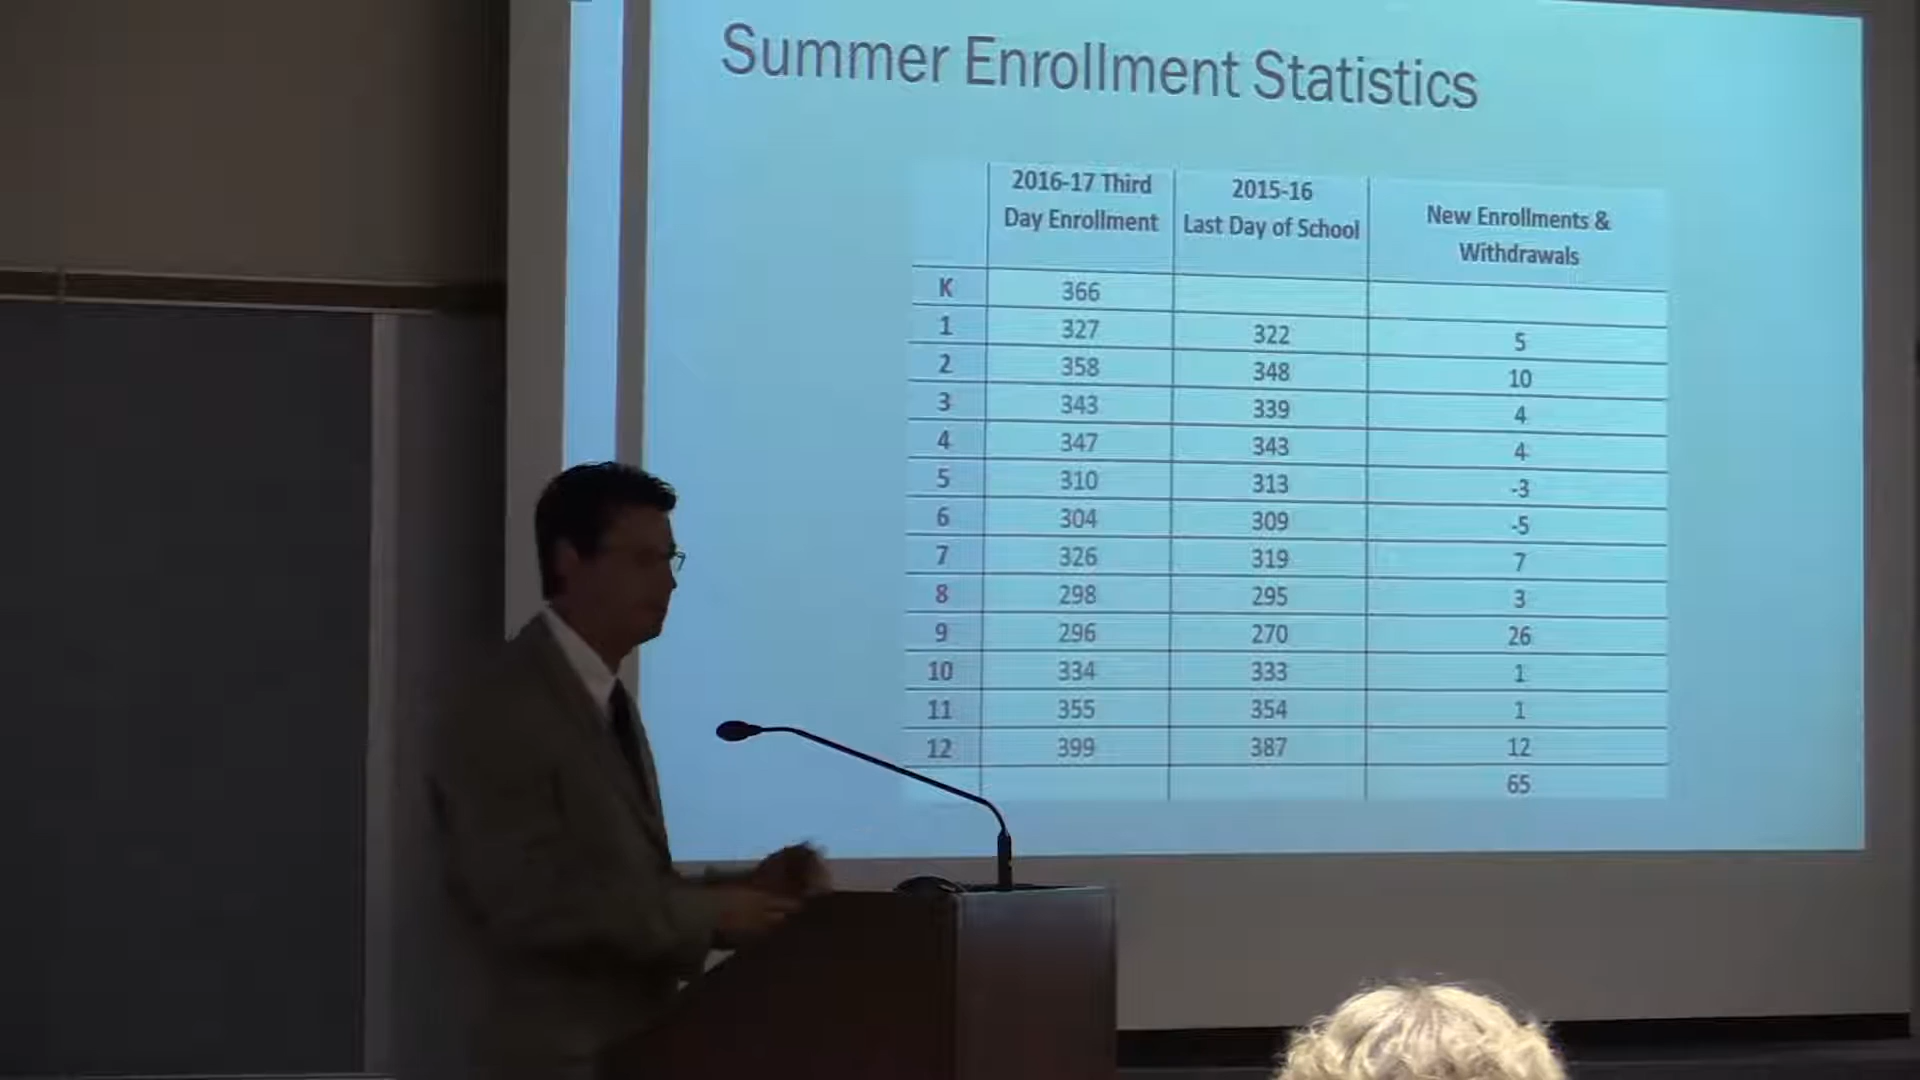 Summer Enrollment Statistics
2016-17 Third
Day Enrollment
2015-16
Last Day of School
New Enrollments &
Withdrawals
K 366
1 327 322 5
2 358 348 10
3 343 339 4
4 347 343 4
5 310 313 -3
6 304 309 -5
7 326 319 7
8 298 295 3
9 296 270 26
10 334 333 1
11 355 354 1
12 399 387 12
65